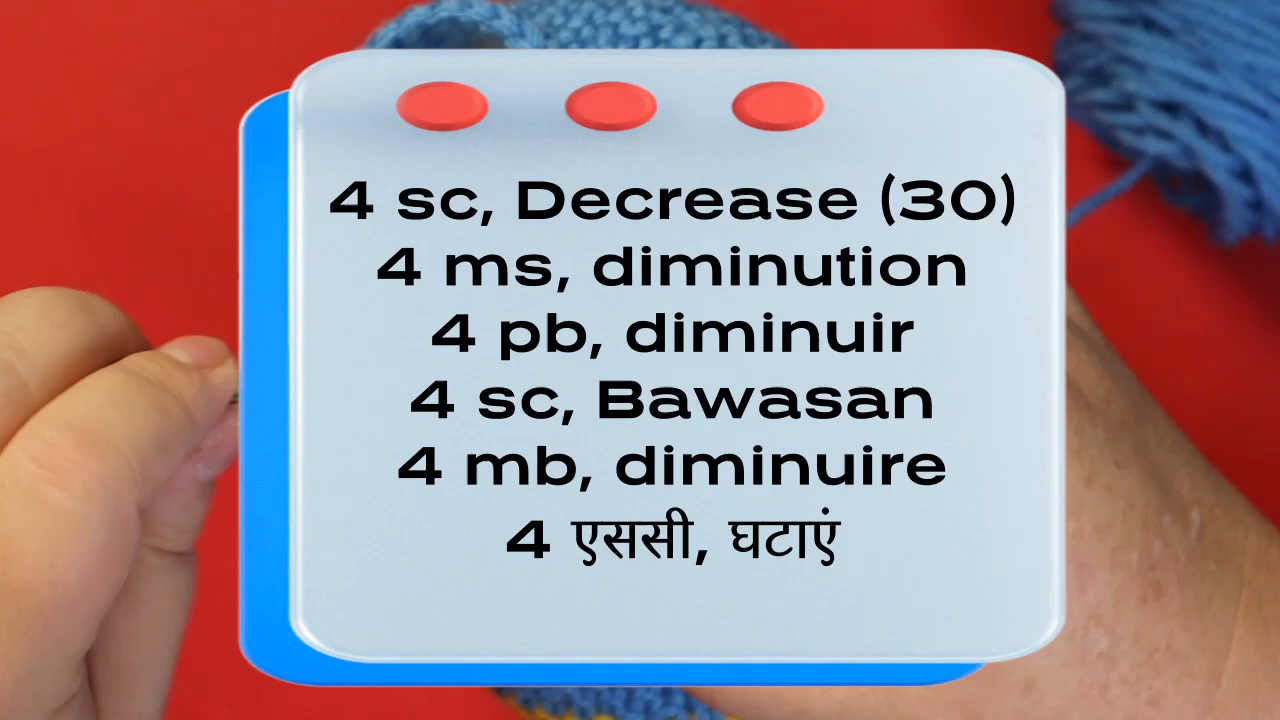 4 sc, Decrease (30)
4 ms, diminution
4 pb, diminuir
4 sc, Bawasan
4 mb, diminuire
4 एससी, घटाएं